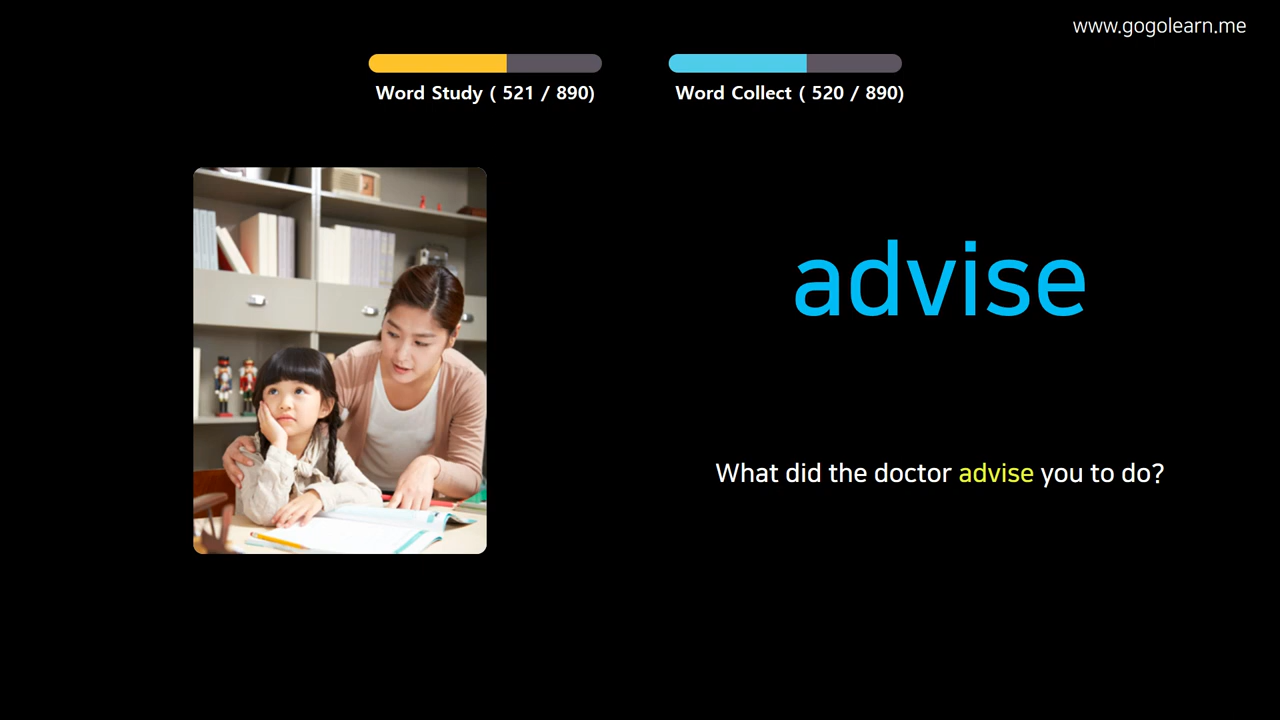 www.gogolearn.me
Word Study ( 521 / 890)
Word Collect ( 520 / 890)
advise
What did the doctor advise you to do?